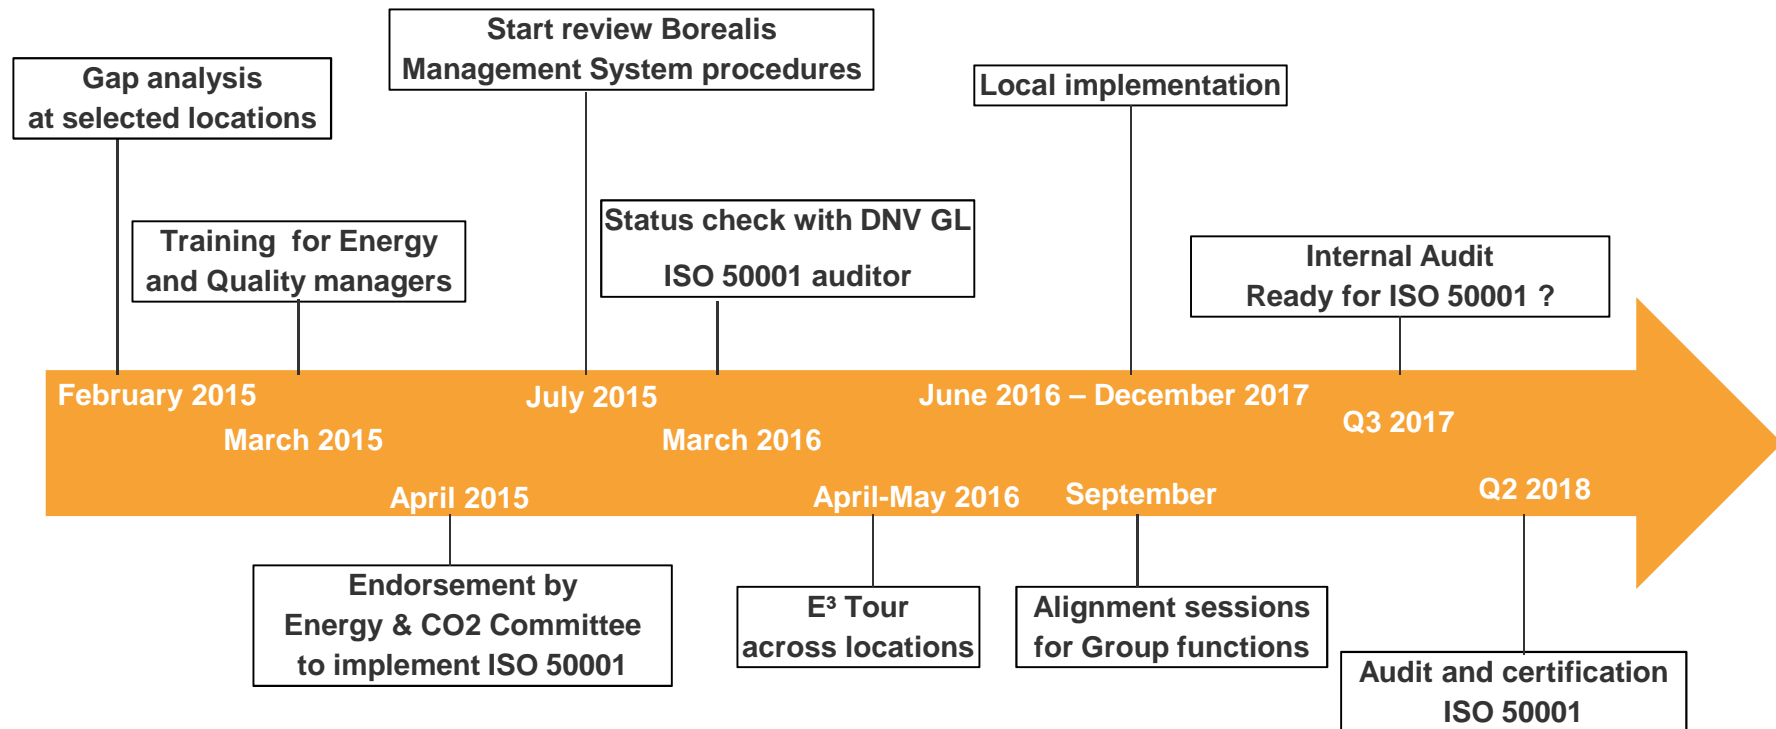 Start review Borealis
Management System procedures
Gap analysis
at selected locations
Local implementation
Training for Energy
and Quality managers
Status check with DNV GL
ISO 50001 auditor
Internal Audit
Ready for ISO 50001 ?
February 2015
July 2015
June 2016 – December 2017
Q3 2017
March 2015
March 2016
April 2015
April-May 2016
September
Q2 2018
Endorsement by
Energy & CO2 Committee
to implement ISO 50001
E³ Tour
across locations
Alignment sessions
for Group functions
Audit and certification
ISO 50001